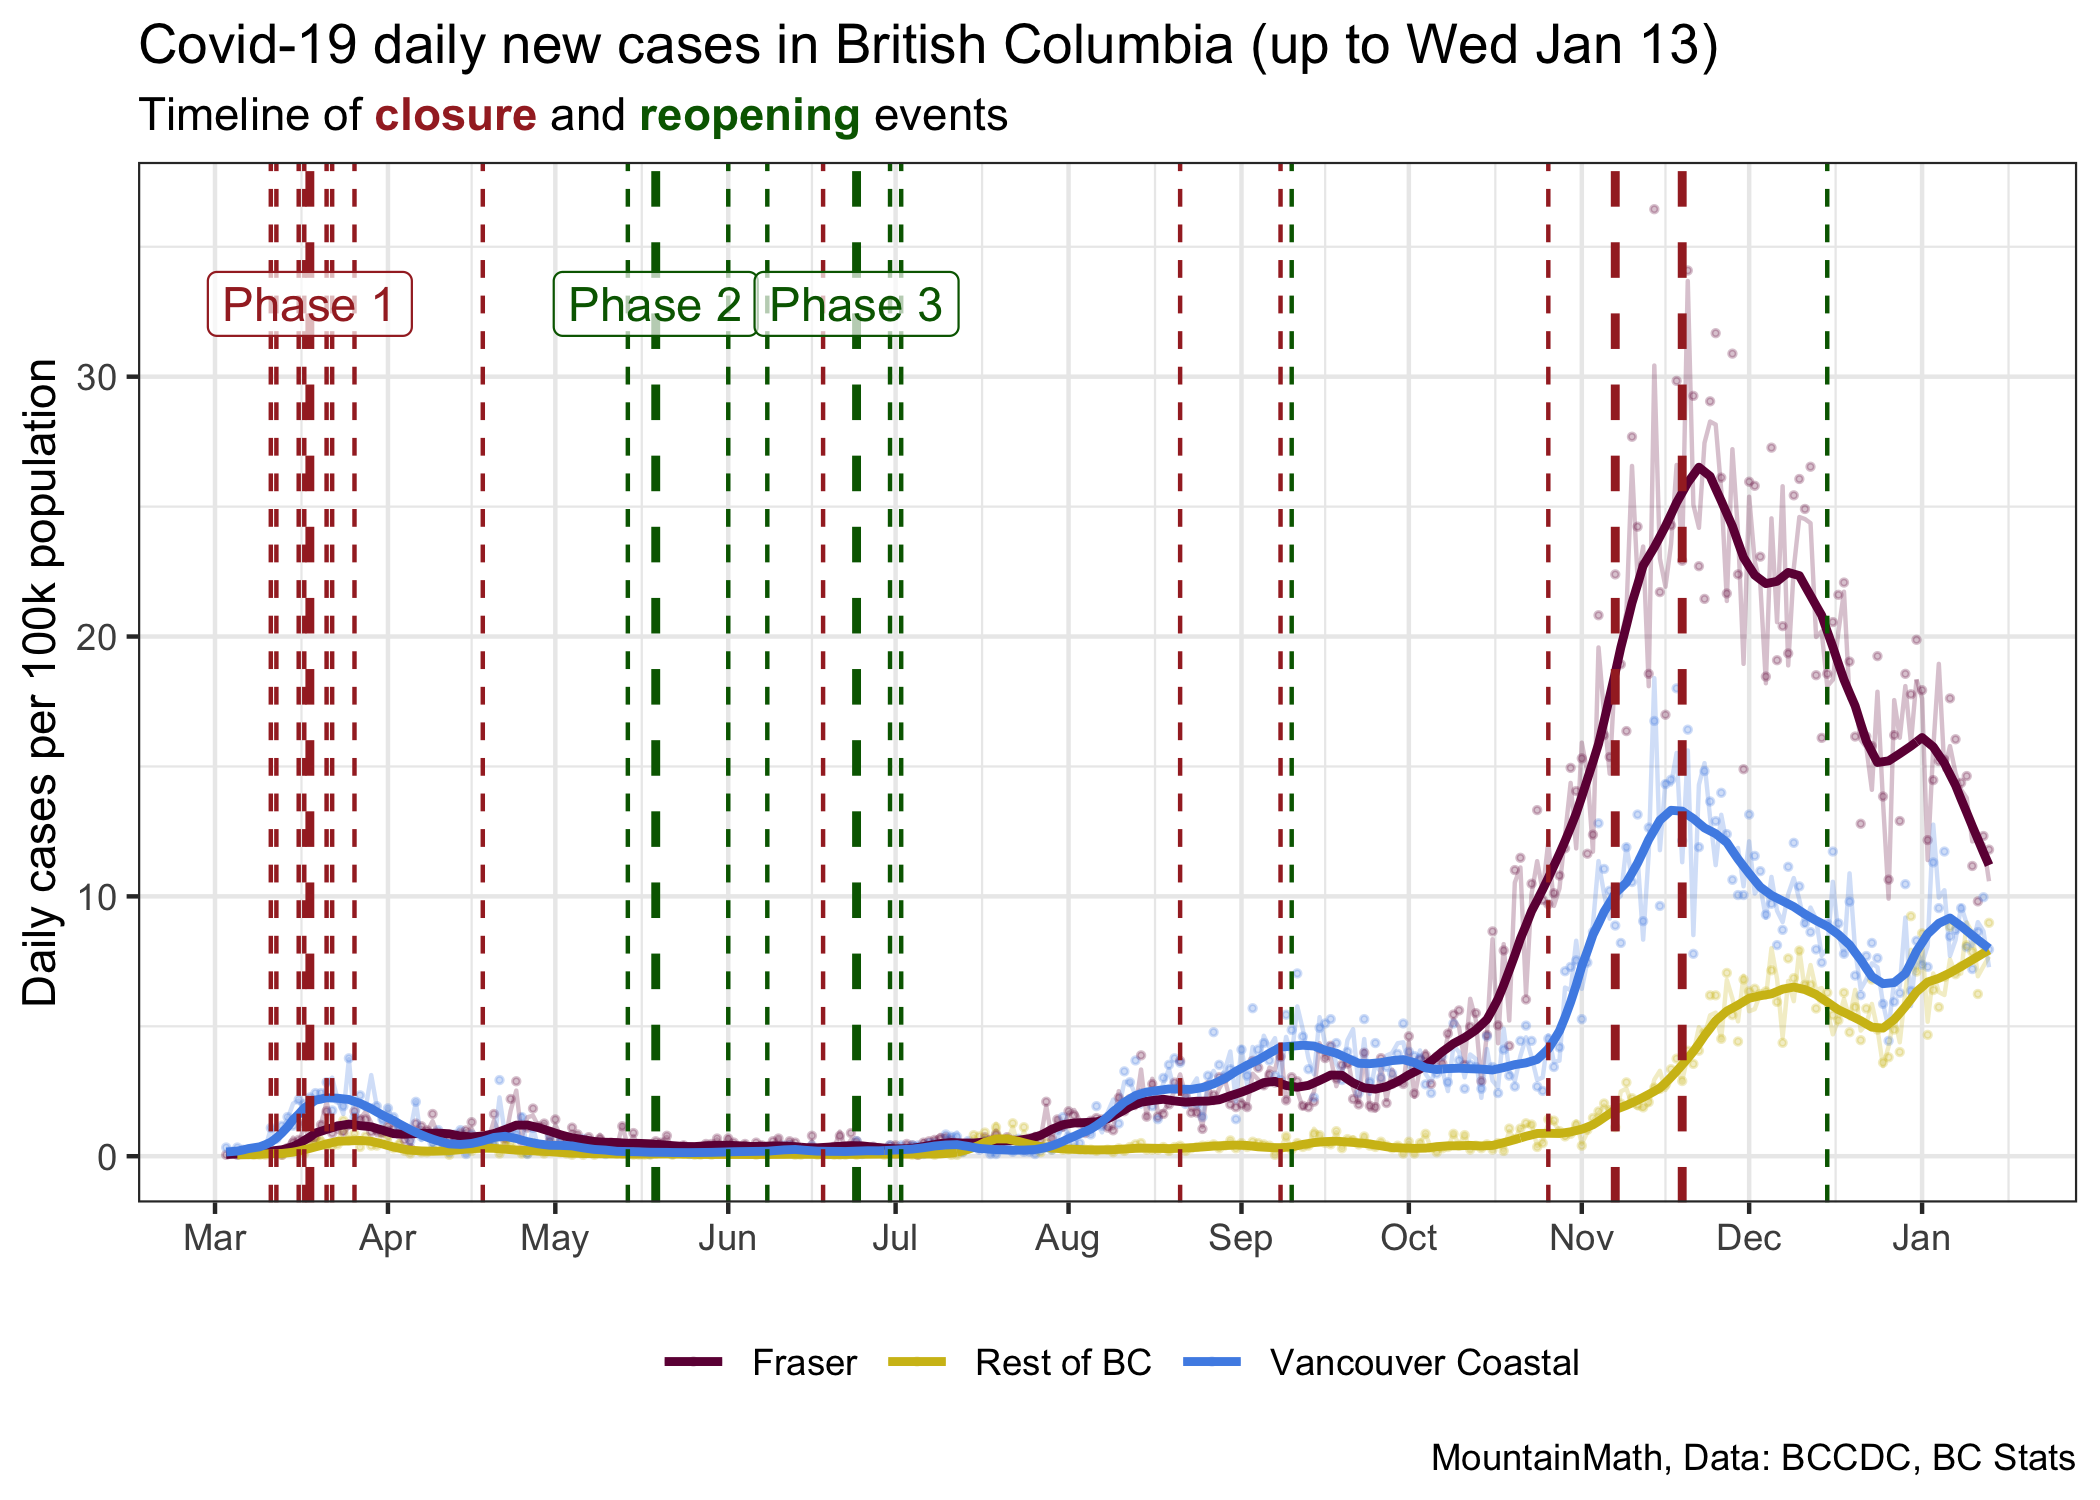 Covid-19 daily new cases in British Columbia (up to Wed Jan 13)
Timeline of closure and reopening events
Daily cases per 100k population
30
20
10
0
Phase 1
Phase 2
Phase 3
Mar Apr May Jun Jul Aug Sep Oct Nov Dec Jan
Fraser Rest of BC Vancouver Coastal
MountainMath, Data: BCCDC, BC Stats